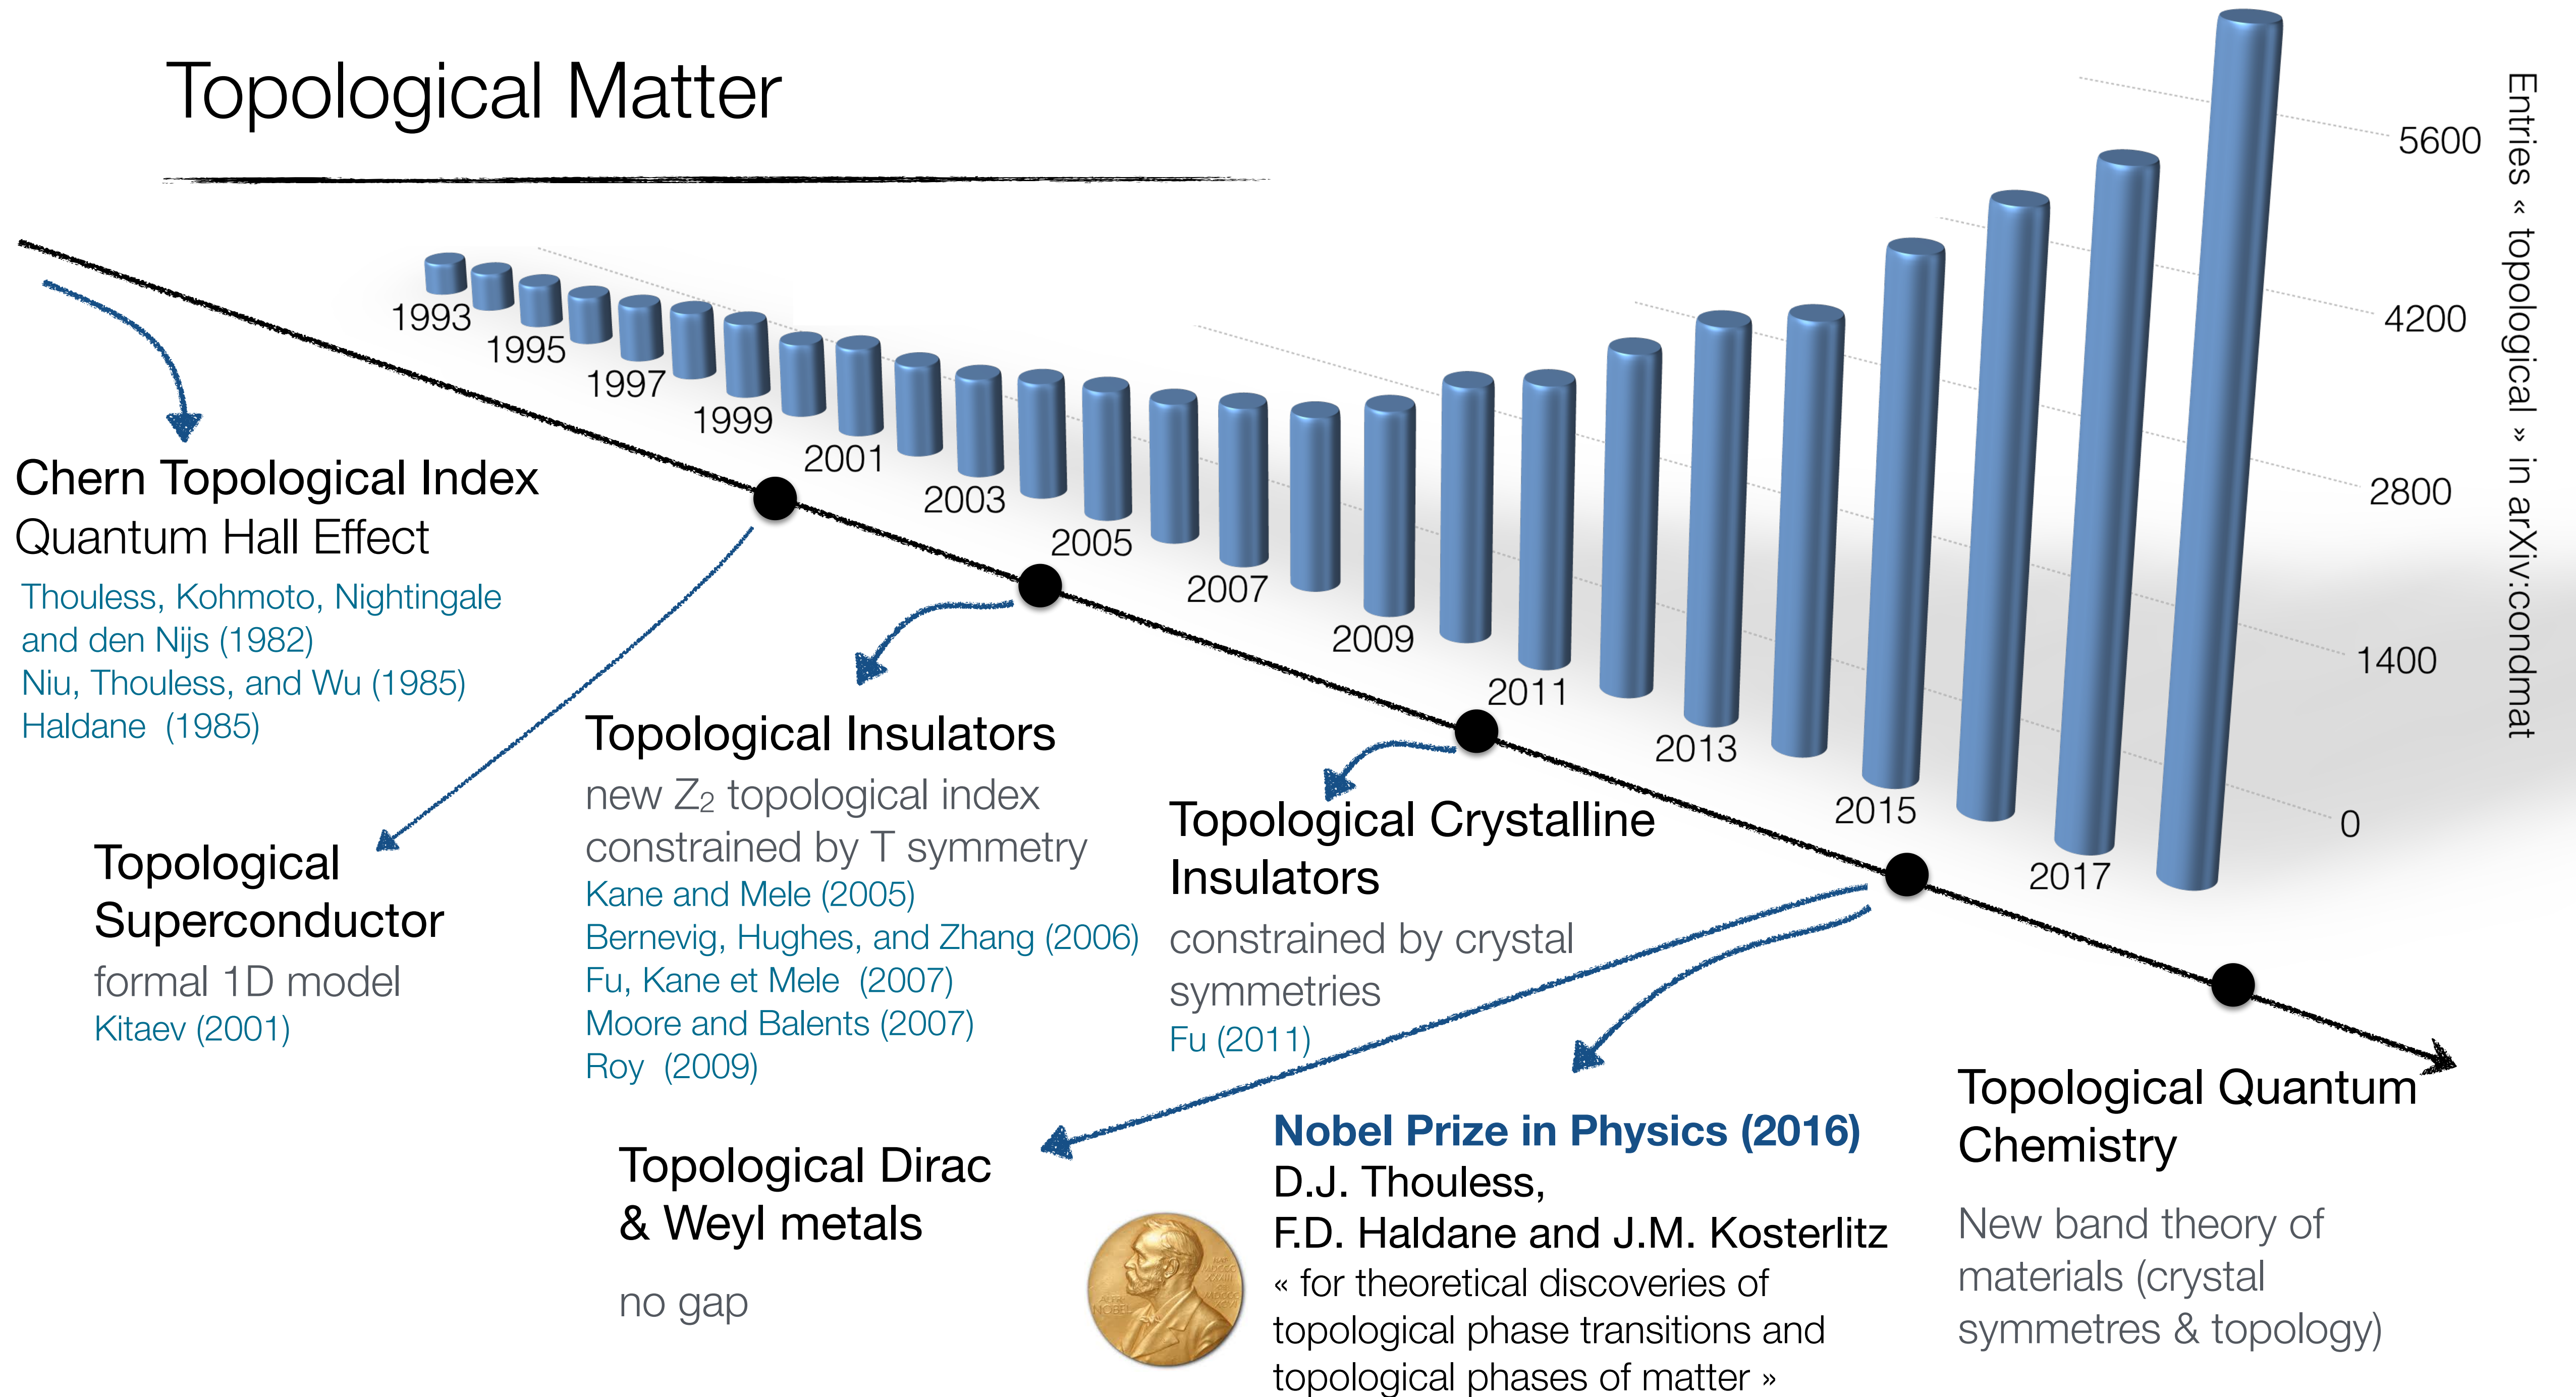 Topological Matter
1993
1995
1997
1999
2001
2003
2005
2007
2009
2011
2013
2015
2017
5600
4200
2800
1400
0
Entries « topological » in arXiv:condmat
Chern Topological Index
Quantum Hall Effect
Thouless, Kohmoto, Nightingale
and den Nijs (1982)
Niu, Thouless, and Wu (1985)
Haldane (1985)
Topological
Superconductor
formal 1D model
Kitaev (2001)
Topological Insulators
new Z₂ topological index
constrained by T symmetry
Kane and Mele (2005)
Bernevig, Hughes, and Zhang (2006)
Fu, Kane et Mele (2007)
Moore and Balents (2007)
Roy (2009)
Topological Crystalline
Insulators
constrained by crystal
symmetries
Fu (2011)
Topological Dirac
& Weyl metals
no gap
Nobel Prize in Physics (2016)
D.J. Thouless,
F.D. Haldane and J.M. Kosterlitz
« for theoretical discoveries of
topological phase transitions and
topological phases of matter »
Topological Quantum
Chemistry
New band theory of
materials (crystal
symmetres & topology)